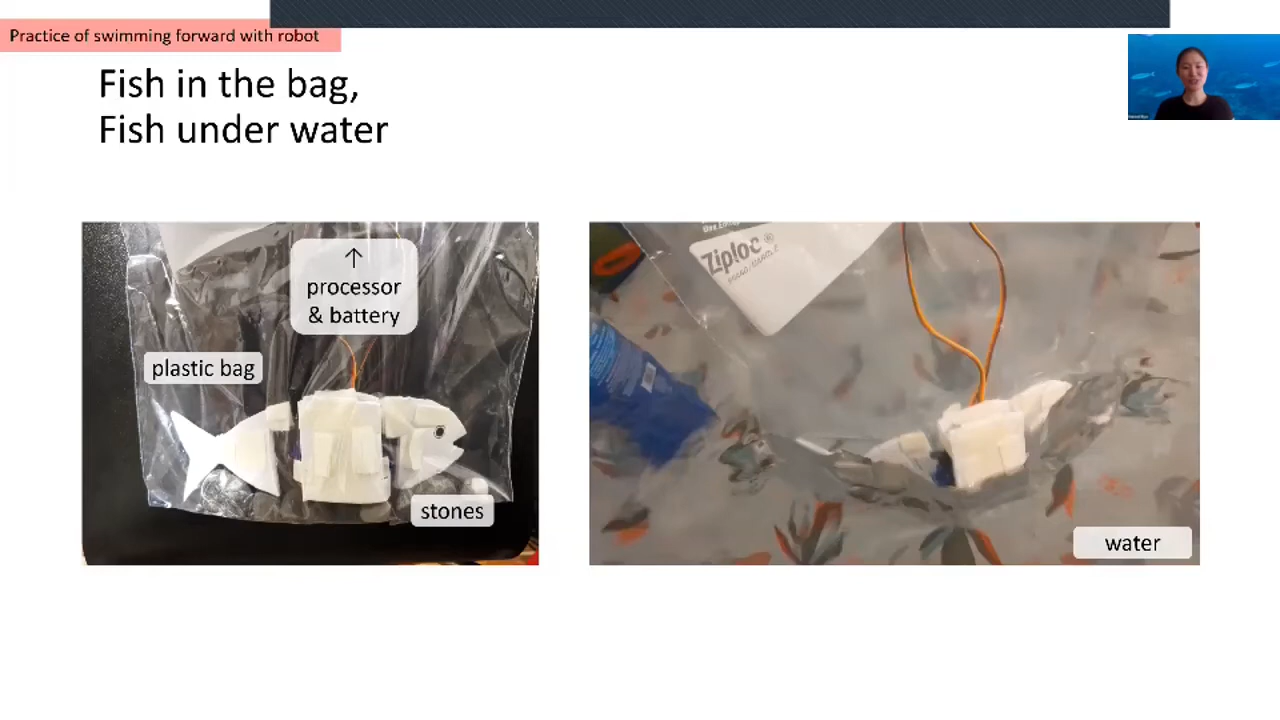 Practice of swimming forward with robot
Fish in the bag,
Fish under water
↑
processor
& battery
plastic bag
stones
Ziploc®
water